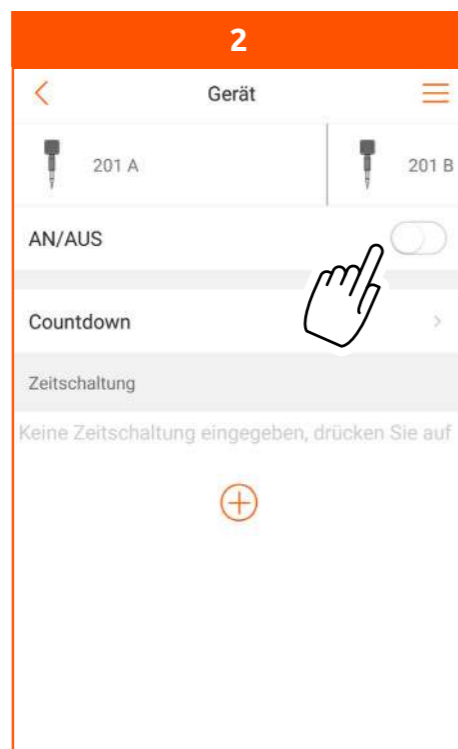 2
Gerät
201 A
201 B
AN/AUS
Countdown
Zeitschaltung
Keine Zeitschaltung eingegeben, drücken Sie auf